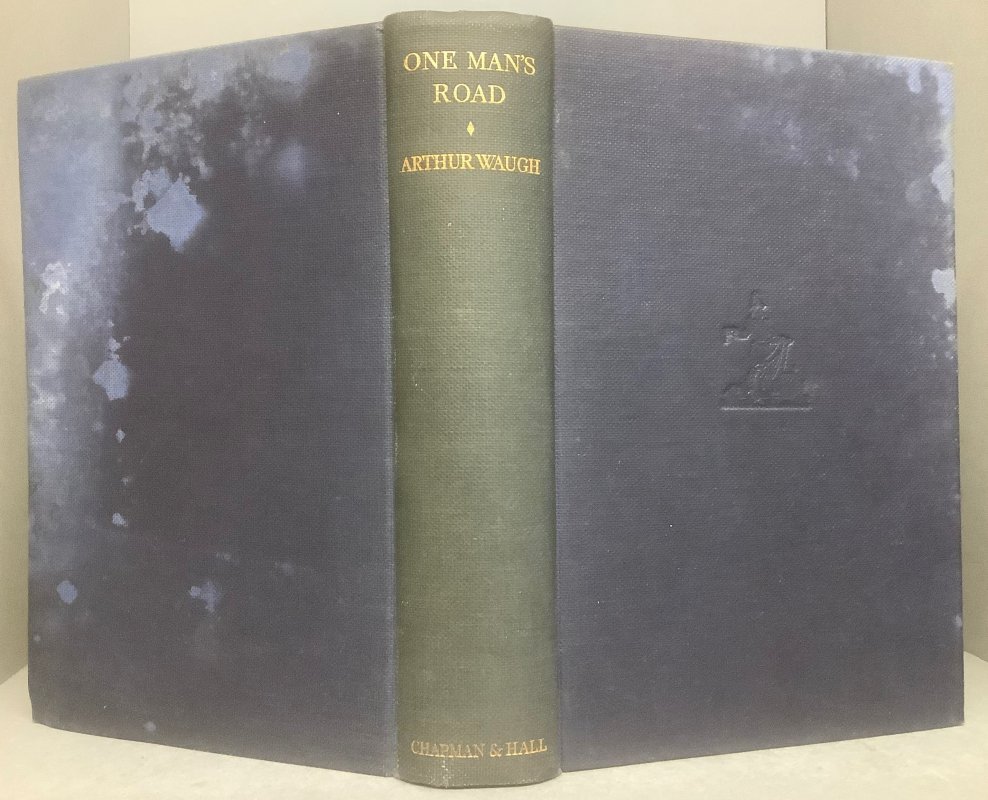 ONE MAN'S
ROAD
ARTHUR WAUGH
CHAPMAN & HALL